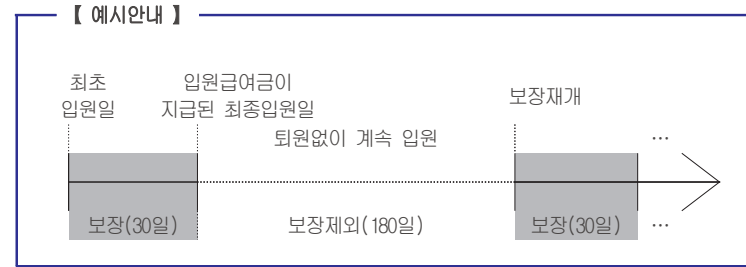 【 예시안내 】
최초
입원일
입원급여금이
지급된 최종입원일
보장재개
퇴원없이 계속 입원
…
보장(30일)
보장제외(180일)
보장(30일)
…